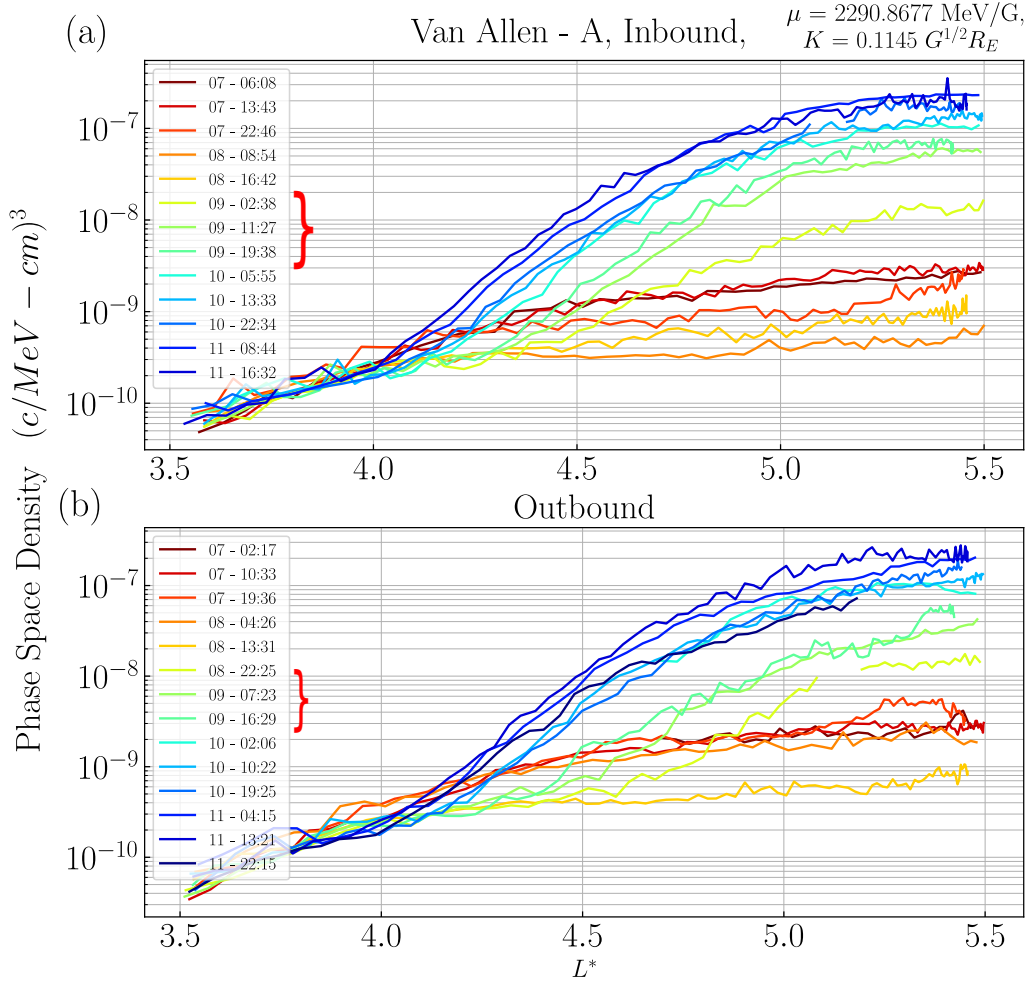 (a)
Van Allen - A, Inbound,
μ = 2290.8677 MeV/G,
K = 0.1145 G^{1/2}R_E
07 - 06:08
07 - 13:43
07 - 22:46
08 - 08:54
08 - 16:42
09 - 02:38
09 - 11:27
09 - 19:38
10 - 05:55
10 - 13:33
10 - 22:34
11 - 08:44
11 - 16:32
}
10^{-7}
10^{-8}
10^{-9}
10^{-10}
3.5 4.0 4.5 5.0 5.5
Phase Space Density (c/MeV − cm)^3
(b)
Outbound
07 - 02:17
07 - 10:33
07 - 19:36
08 - 04:26
08 - 13:31
08 - 22:25
09 - 07:23
09 - 16:29
10 - 02:06
10 - 10:22
10 - 19:25
11 - 04:15
11 - 13:21
11 - 22:15
}
10^{-7}
10^{-8}
10^{-9}
10^{-10}
3.5 4.0 4.5 5.0 5.5
L*